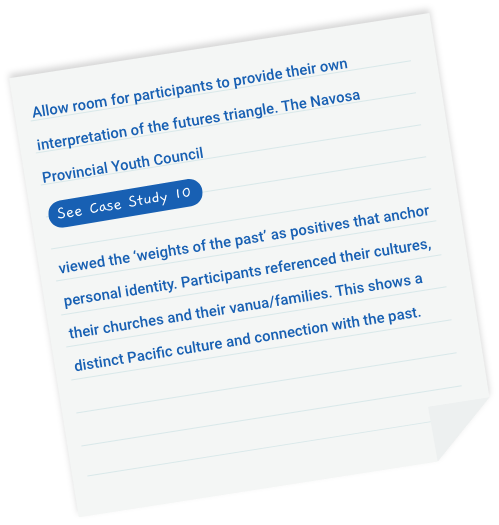 Allow room for participants to provide their own
interpretation of the futures triangle. The Navosa
Provincial Youth Council
See Case Study 10
viewed the ‘weights of the past’ as positives that anchor
personal identity. Participants referenced their cultures,
their churches and their vanua/families. This shows a
distinct Pacific culture and connection with the past.